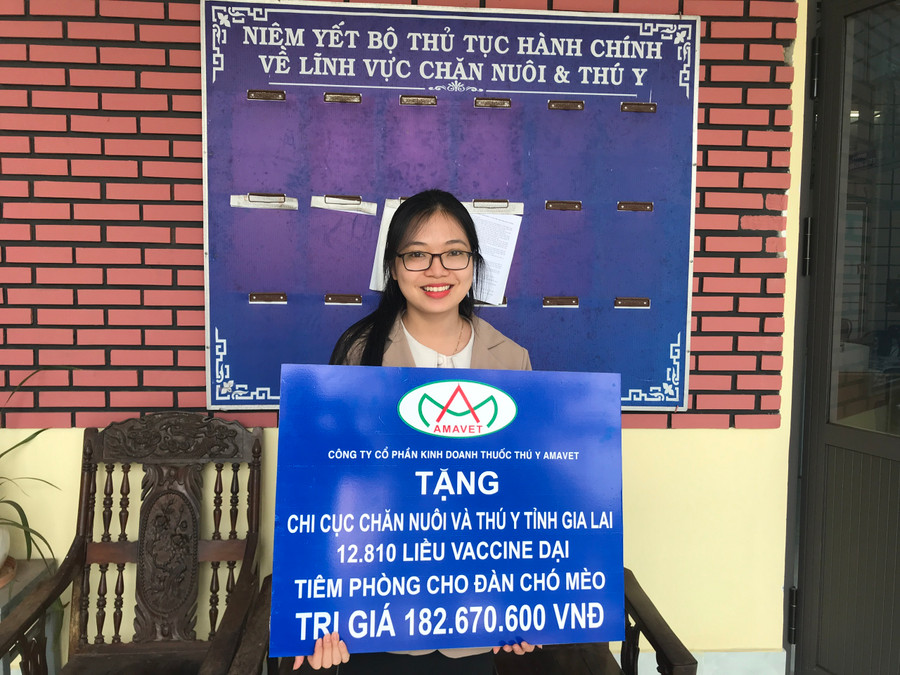 NIÊM YẾT BỘ THỦ TỤC HÀNH CHÍNH
VỀ LĨNH VỰC CHĂN NUÔI & THÚ Y
AMAVET
CÔNG TY CỔ PHẦN KINH DOANH THUỐC THÚ Y AMAVET
TẶNG
CHI CỤC CHĂN NUÔI VÀ THÚ Y TỈNH GIA LAI
12.810 LIỀU VACCINE DẠI
TIÊM PHÒNG CHO ĐÀN CHÓ MÈO
TRỊ GIÁ 182.670.600 VNĐ